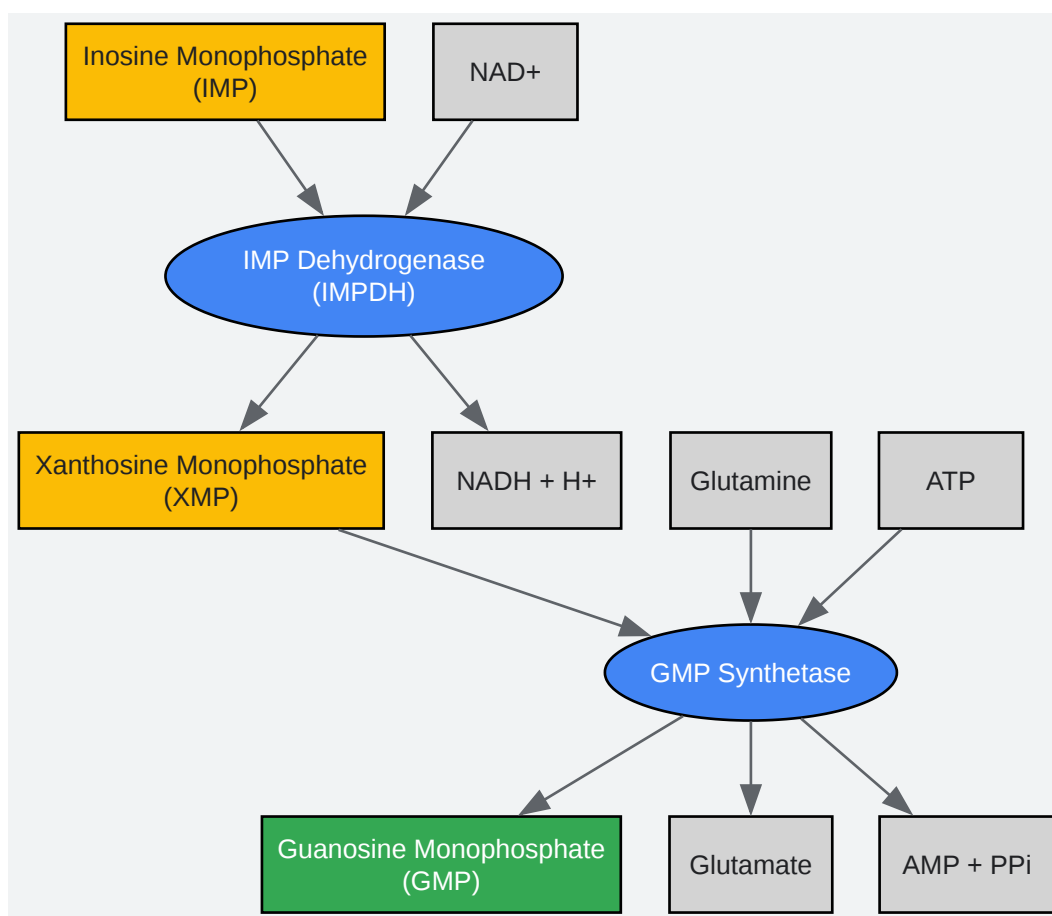 Inosine Monophosphate
(IMP)
NAD+
IMP Dehydrogenase
(IMPDH)
Xanthosine Monophosphate
(XMP)
NADH + H+
Glutamine
ATP
GMP Synthetase
Guanosine Monophosphate
(GMP)
Glutamate
AMP + PPi